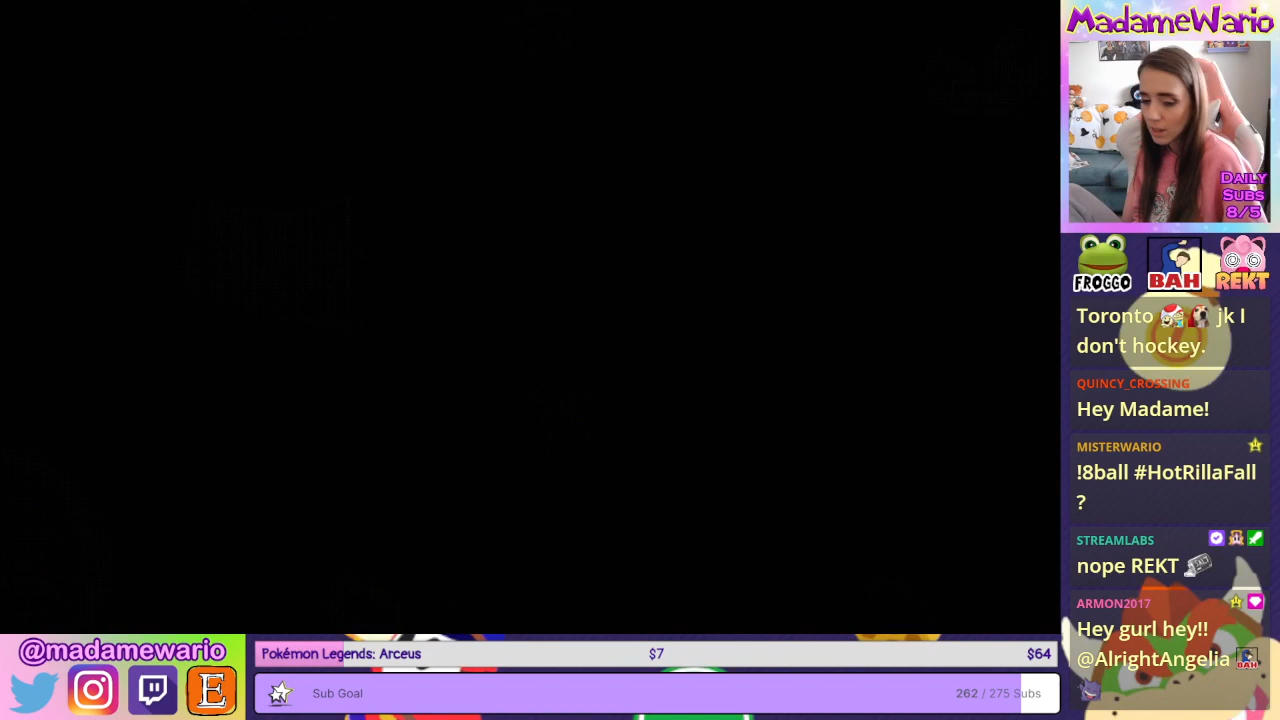 MadameWario
Daily
Subs
8/5
FROGGO
BAH
REKT
Toronto jk I
don't hockey.
QUINCY_CROSSING
Hey Madame!
MISTERWARIO
!8ball #HotRillaFall
?
STREAMLABS
nope REKT
ARMON2017
Hey gurl hey!!
@AlrightAngelia
@madamewario
E
Pokémon Legends: Arceus $7 $64
Sub Goal 262 / 275 Subs